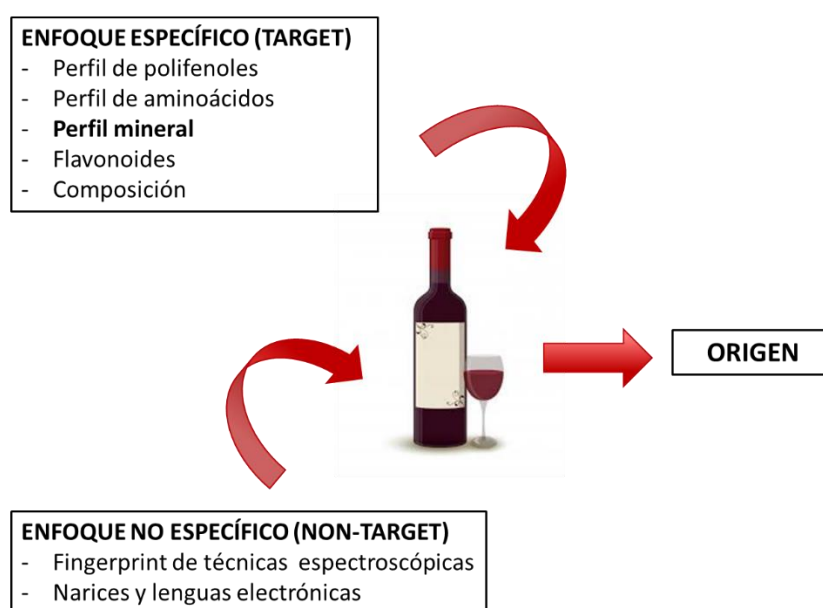 ENFOQUE ESPECÍFICO (TARGET)
- Perfil de polifenoles
- Perfil de aminoácidos
- Perfil mineral
- Flavonoides
- Composición
ORIGEN
ENFOQUE NO ESPECÍFICO (NON-TARGET)
- Fingerprint de técnicas espectroscópicas
- Narices y lenguas electrónicas